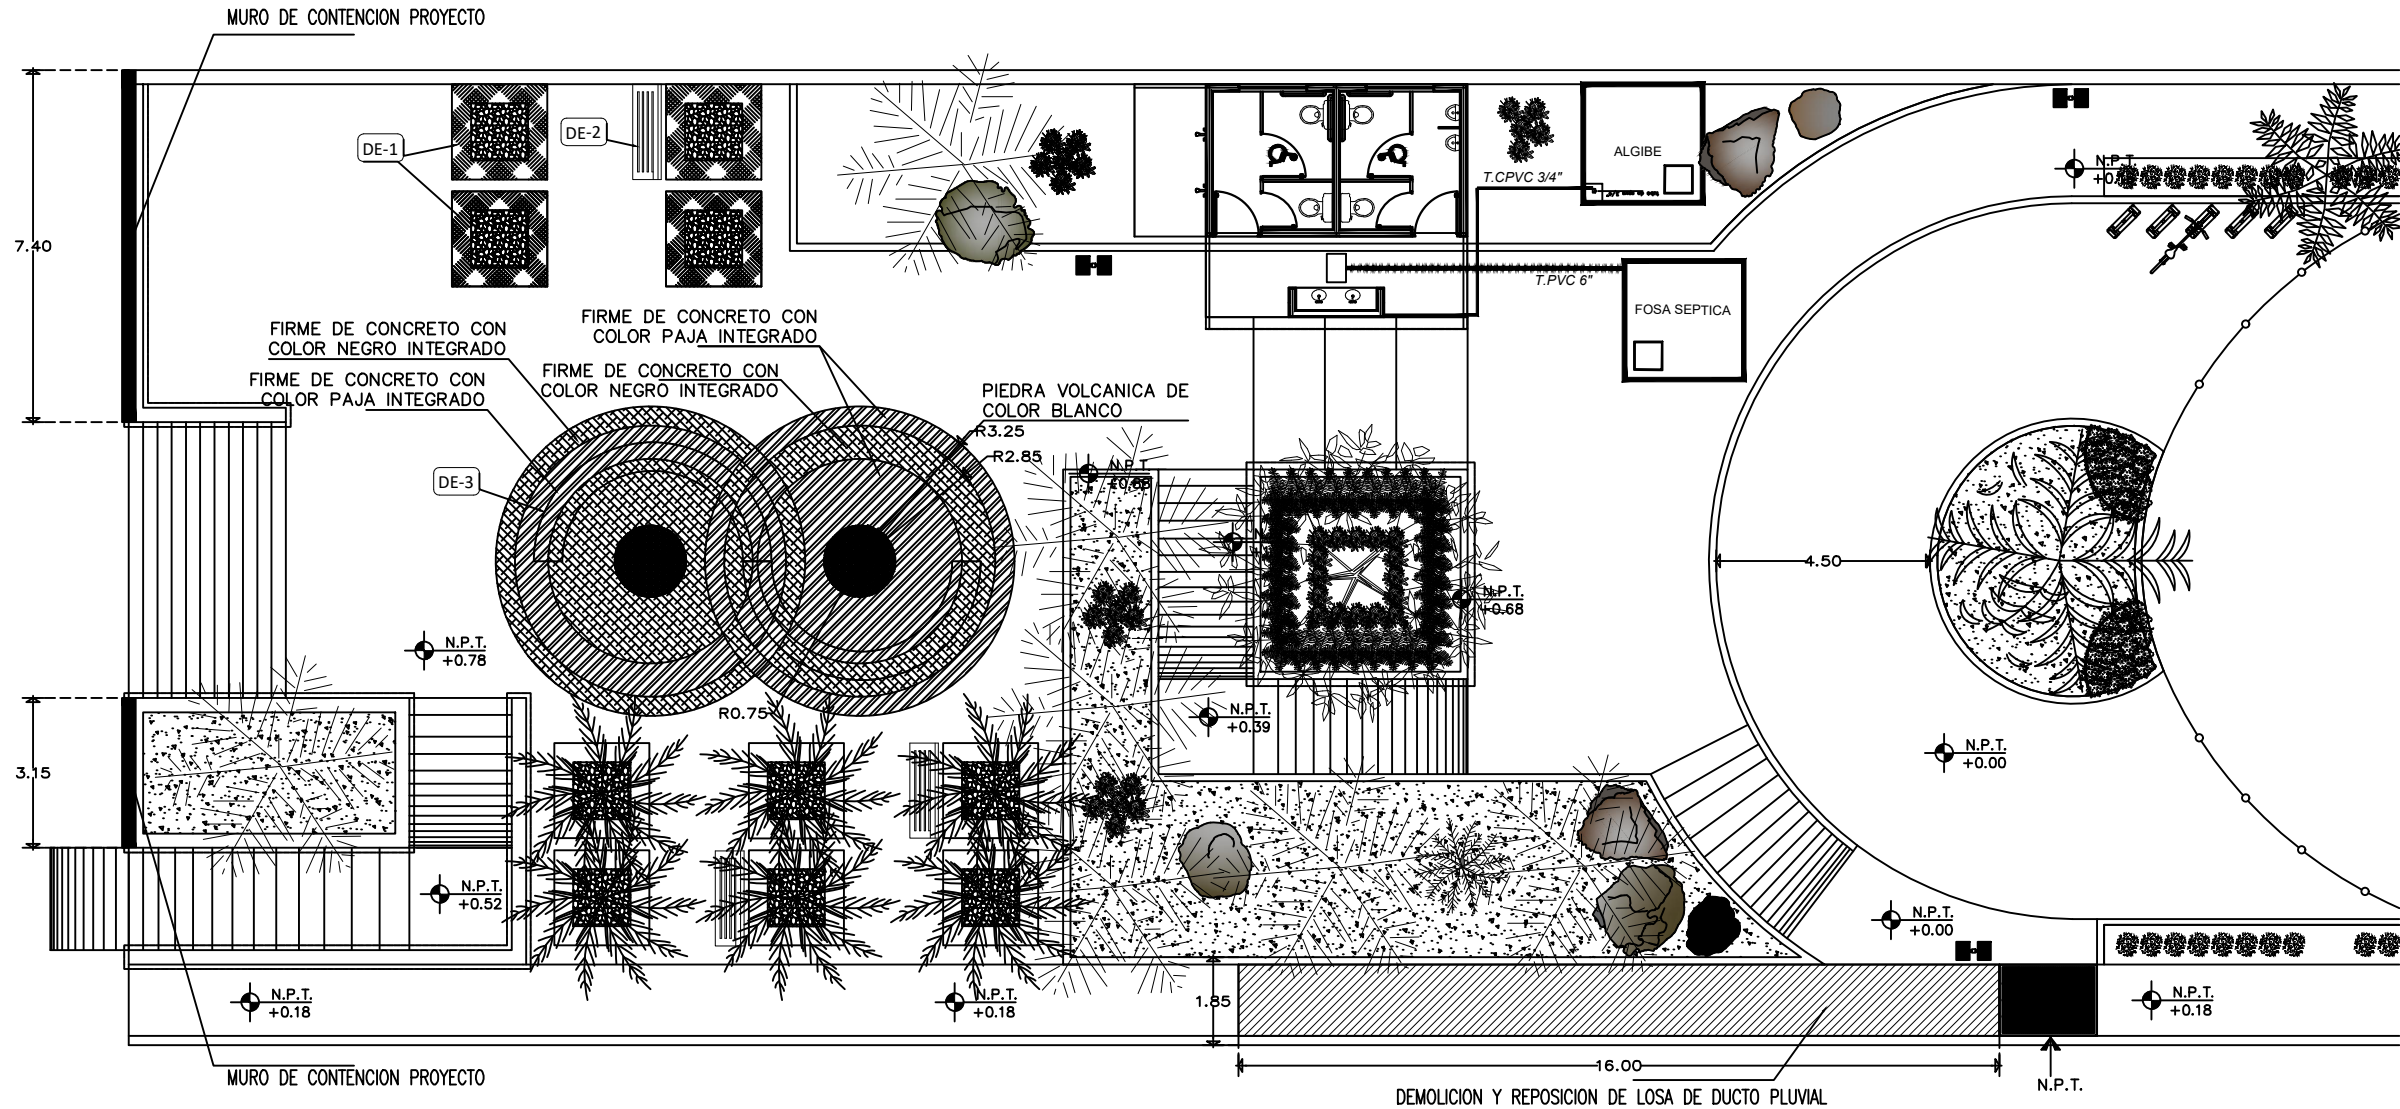 MURO DE CONTENCION PROYECTO
DE-1
DE-2
7.40
T.CPVC 3/4"
ALGIBE
N.P.T.
T.PVC 6"
FOSA SEPTICA
FIRME DE CONCRETO CON
COLOR NEGRO INTEGRADO
FIRME DE CONCRETO CON
COLOR PAJA INTEGRADO
FIRME DE CONCRETO CON
COLOR PAJA INTEGRADO
FIRME DE CONCRETO CON
COLOR NEGRO INTEGRADO
PIEDRA VOLCANICA DE
COLOR BLANCO
R3.25
R2.85
DE-3
N.P.T.
+0.68
4.50
N.P.T.
+0.68
N.P.T.
+0.78
R0.75
N.P.T.
+0.39
N.P.T.
+0.00
3.15
N.P.T.
+0.52
N.P.T.
+0.00
N.P.T.
+0.18
N.P.T.
+0.18
1.85
N.P.T.
+0.18
16.00
N.P.T.
MURO DE CONTENCION PROYECTO
DEMOLICION Y REPOSICION DE LOSA DE DUCTO PLUVIAL